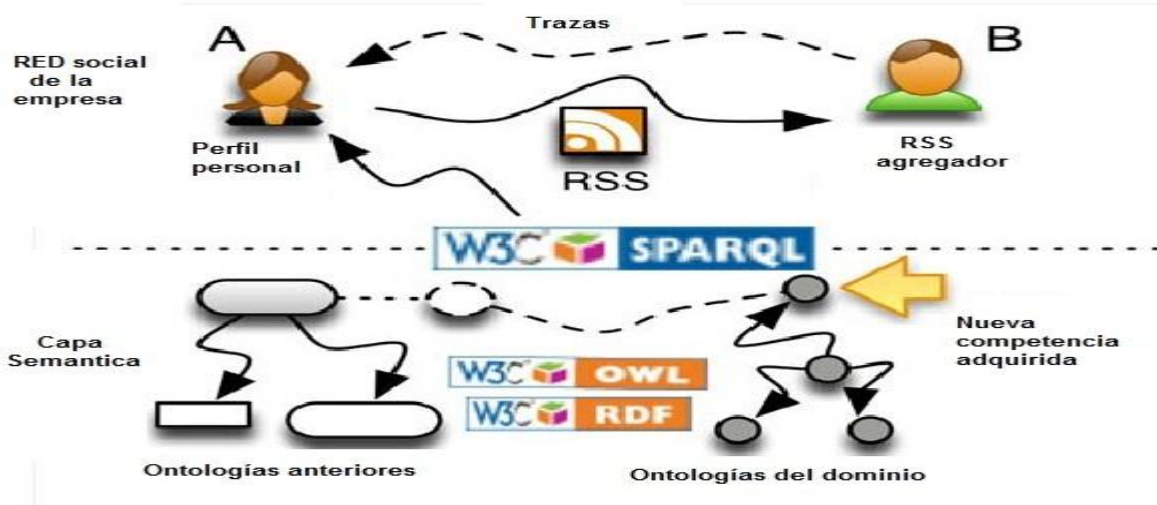 Trazas
A
B
RED social
de la
empresa
Perfil
personal
RSS
RSS
agregador
W3C SPARQL
Capa
Semantica
Nueva
competencia
adquirida
W3C OWL
W3C RDF
Ontologías anteriores
Ontologías del dominio